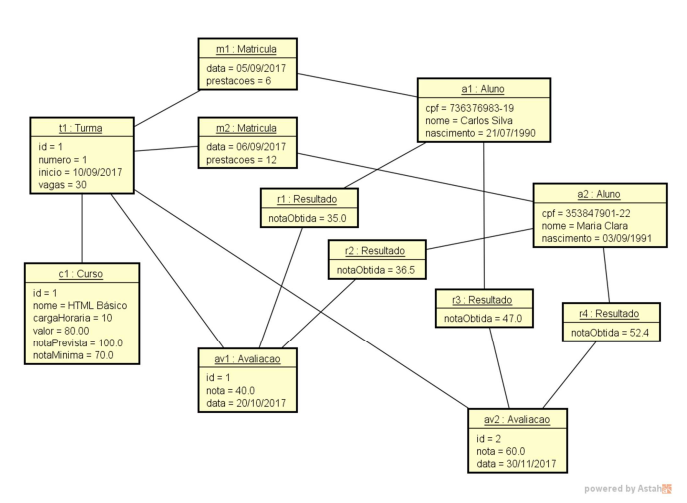 m1 : Matricula
data = 05/09/2017
prestacoes = 6
a1 : Aluno
cpf = 736376983-19
nome = Carlos Silva
nascimento = 21/07/1990
t1 : Turma
id = 1
numero = 1
inicio = 10/09/2017
vagas = 30
m2 : Matricula
data = 06/09/2017
prestacoes = 12
a2 : Aluno
cpf = 353847901-22
nome = Maria Clara
nascimento = 03/09/1991
r1 : Resultado
notaObtida = 35.0
r2 : Resultado
notaObtida = 36.5
c1 : Curso
id = 1
nome = HTML Básico
cargaHoraria = 10
valor = 80.00
notaPrevista = 100.0
notaMinima = 70.0
r3 : Resultado
notaObtida = 47.0
r4 : Resultado
notaObtida = 52.4
av1 : Avaliacao
id = 1
nota = 40.0
data = 20/10/2017
av2 : Avaliacao
id = 2
nota = 60.0
data = 30/11/2017
powered by Astah